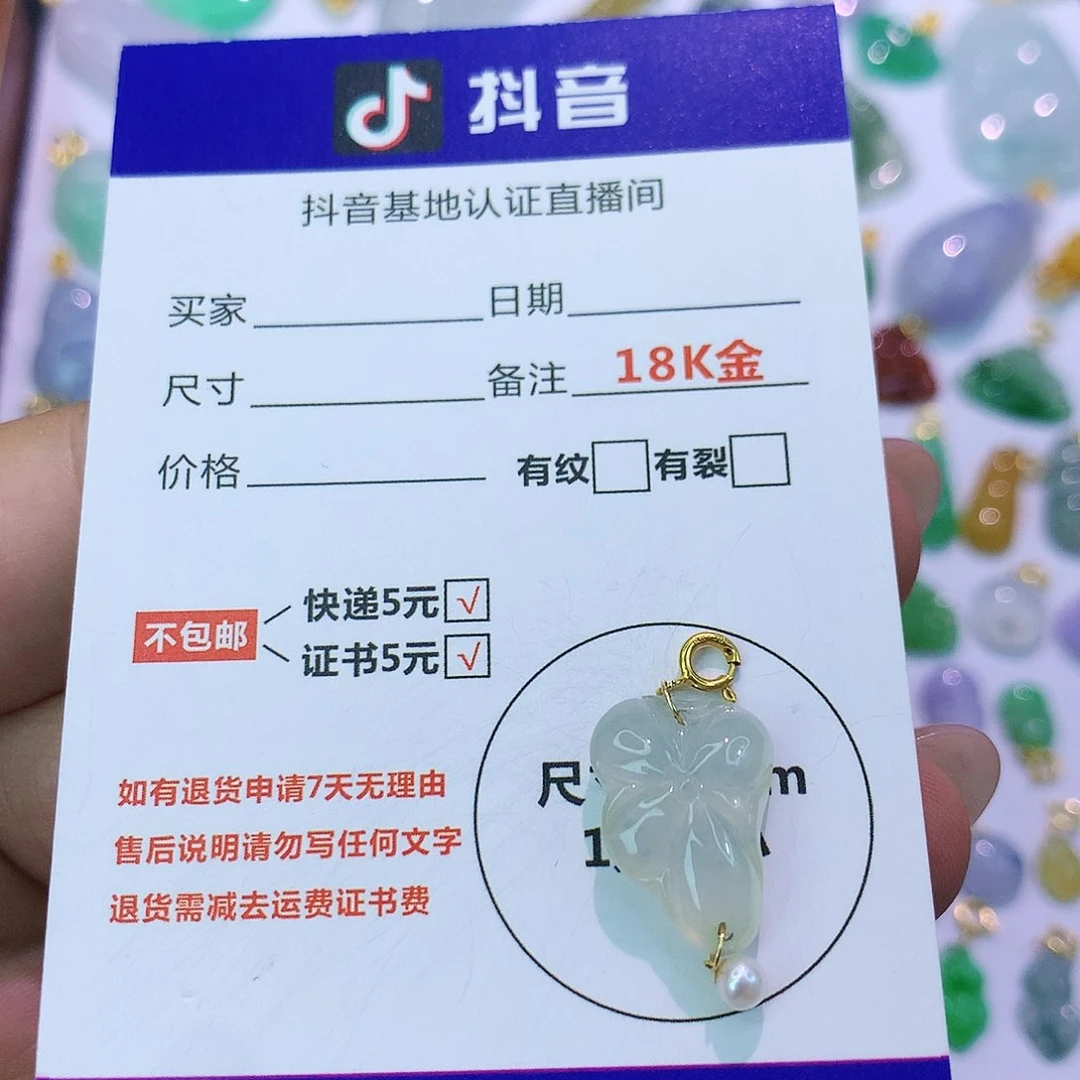 抖音
抖音基地认证直播间
买家 日期
尺寸 备注 18K金
价格 有纹 有裂
不包邮
快递5元 √
证书5元 √
如有退货申请7天无理由
售后说明请勿写任何文字
退货需减去运费证书费
尺 m
1